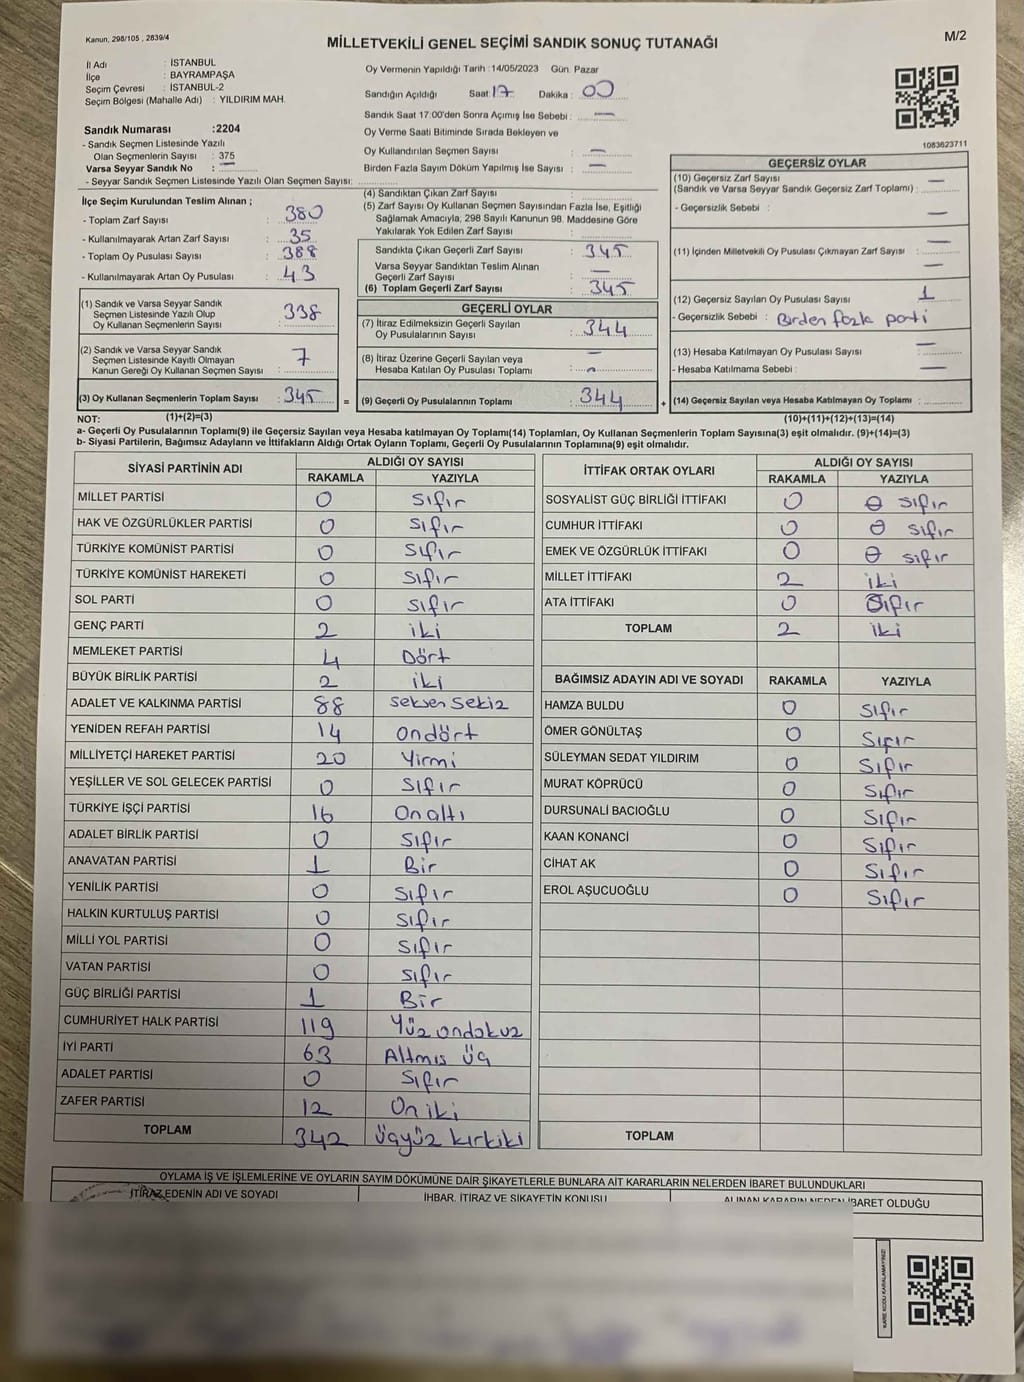 Kanun, 298/105 , 2839/4
MİLLETVEKİLİ GENEL SEÇİMİ SANDIK SONUÇ TUTANAĞI
M/2
İl Adı : İSTANBUL
İlçe : BAYRAMPAŞA
Seçim Çevresi : İSTANBUL-2
Seçim Bölgesi (Mahalle Adı) : YILDIRIM MAH.
Sandık Numarası :2204
- Sandık Seçmen Listesinde Yazılı
Olan Seçmenlerin Sayısı : 375
Varsa Seyyar Sandık No : —
- Seyyar Sandık Seçmen Listesinde Yazılı Olan Seçmen Sayısı:
Oy Vermenin Yapıldığı Tarih :14/05/2023 Gün: Pazar
Sandığın Açıldığı Saat: 17 Dakika : 00
Sandık Saat 17:00'den Sonra Açımış İse Sebebi : —
Oy Verme Saati Bitiminde Sırada Bekleyen ve
Oy Kullandırılan Seçmen Sayısı : —
Birden Fazla Sayım Döküm Yapılmış İse Sayısı : —
1083623711
İlçe Seçim Kurulundan Teslim Alınan ;
- Toplam Zarf Sayısı : 380
- Kullanılmayarak Artan Zarf Sayısı : 35
- Toplam Oy Pusulası Sayısı : 388
- Kullanılmayarak Artan Oy Pusulası : 43
(1) Sandık ve Varsa Seyyar Sandık
Seçmen Listesinde Yazılı Olup
Oy Kullanan Seçmenlerin Sayısı : 338
(2) Sandık ve Varsa Seyyar Sandık
Seçmen Listesinde Kayıtlı Olmayan
Kanun Gereği Oy Kullanan Seçmen Sayısı : 7
(3) Oy Kullanan Seçmenlerin Toplam Sayısı : 345 =
(4) Sandıktan Çıkan Zarf Sayısı :
(5) Zarf Sayısı Oy Kullanan Seçmen Sayısından Fazla İse, Eşitliği
Sağlamak Amacıyla; 298 Sayılı Kanunun 98. Maddesine Göre
Yakılarak Yok Edilen Zarf Sayısı :
Sandıkta Çıkan Geçerli Zarf Sayısı : 345
Varsa Seyyar Sandıktan Teslim Alınan
Geçerli Zarf Sayısı : —
(6) Toplam Geçerli Zarf Sayısı : 345
GEÇERLİ OYLAR
(7) İtiraz Edilmeksizin Geçerli Sayılan
Oy Pusulalarının Sayısı : 344
(8) İtiraz Üzerine Geçerli Sayılan veya
Hesaba Katılan Oy Pusulası Toplamı : —
(9) Geçerli Oy Pusulalarının Toplamı : 344 +
GEÇERSİZ OYLAR
(10) Geçersiz Zarf Sayısı
(Sandık ve Varsa Seyyar Sandık Geçersiz Zarf Toplamı) : —
- Geçersizlik Sebebi : —
(11) İçinden Milletvekili Oy Pusulası Çıkmayan Zarf Sayısı : —
—
(12) Geçersiz Sayılan Oy Pusulası Sayısı : 1
- Geçersizlik Sebebi : Birden fazla parti
(13) Hesaba Katılmayan Oy Pusulası Sayısı : —
- Hesaba Katılmama Sebebi : —
(14) Geçersiz Sayılan veya Hesaba Katılmayan Oy Toplamı :
NOT: (1)+(2)=(3)
(10)+(11)+(12)+(13)=(14)
a- Geçerli Oy Pusulalarının Toplamı(9) ile Geçersiz Sayılan veya Hesaba katılmayan Oy Toplamı(14) Toplamları, Oy Kullanan Seçmenlerin Toplam Sayısına(3) eşit olmalıdır. (9)+(14)=(3)
b- Siyasi Partilerin, Bağımsız Adayların ve İttifakların Aldığı Ortak Oyların Toplamı, Geçerli Oy Pusulalarının Toplamına(9) eşit olmalıdır.
SİYASİ PARTİNİN ADI ALDIĞI OY SAYISI
RAKAMLA YAZIYLA
MİLLET PARTİSİ 0 Sıfır
HAK VE ÖZGÜRLÜKLER PARTİSİ 0 Sıfır
TÜRKİYE KOMÜNİST PARTİSİ 0 Sıfır
TÜRKİYE KOMÜNİST HAREKETİ 0 Sıfır
SOL PARTİ 0 Sıfır
GENÇ PARTİ 2 iki
MEMLEKET PARTİSİ 4 Dört
BÜYÜK BİRLİK PARTİSİ 2 iki
ADALET VE KALKINMA PARTİSİ 88 Seksen Sekiz
YENİDEN REFAH PARTİSİ 14 Ondört
MİLLİYETÇİ HAREKET PARTİSİ 20 Yirmi
YEŞİLLER VE SOL GELECEK PARTİSİ 0 Sıfır
TÜRKİYE İŞÇİ PARTİSİ 16 Onaltı
ADALET BİRLİK PARTİSİ 0 Sıfır
ANAVATAN PARTİSİ 1 Bir
YENİLİK PARTİSİ 0 Sıfır
HALKIN KURTULUŞ PARTİSİ 0 Sıfır
MİLLİ YOL PARTİSİ 0 Sıfır
VATAN PARTİSİ 0 Sıfır
GÜÇ BİRLİĞİ PARTİSİ 1 Bir
CUMHURİYET HALK PARTİSİ 119 Yüz ondokuz
İYİ PARTİ 63 Altmış üç
ADALET PARTİSİ 0 Sıfır
ZAFER PARTİSİ 12 On iki
TOPLAM 342 üçyüz kırkiki
İTTİFAK ORTAK OYLARI ALDIĞI OY SAYISI
RAKAMLA YAZIYLA
SOSYALİST GÜÇ BİRLİĞİ İTTİFAKI 0 0 sıfır
CUMHUR İTTİFAKI 0 0 sıfır
EMEK VE ÖZGÜRLÜK İTTİFAKI 0 0 sıfır
MİLLET İTTİFAKI 2 iki
ATA İTTİFAKI 0 Sıfır
TOPLAM 2 iki
BAĞIMSIZ ADAYIN ADI VE SOYADI RAKAMLA YAZIYLA
HAMZA BULDU 0 Sıfır
ÖMER GÖNÜLTAŞ 0 Sıfır
SÜLEYMAN SEDAT YILDIRIM 0 Sıfır
MURAT KÖPRÜCÜ 0 Sıfır
DURSUNALİ BACIOĞLU 0 Sıfır
KAAN KONANCİ 0 Sıfır
CİHAT AK 0 Sıfır
EROL AŞUCUOĞLU 0 Sıfır
TOPLAM
OYLAMA İŞ VE İŞLEMLERİNE VE OYLARIN SAYIM DÖKÜMÜNE DAİR ŞİKAYETLERLE BUNLARA AİT KARARLARIN NELERDEN İBARET BULUNDUKLARI
İTİRAZ EDENİN ADI VE SOYADI İHBAR, İTİRAZ VE ŞİKAYETİN KONUSU ALINAN KARARIN NEDEN İBARET OLDUĞU
KARE KODU KARALAMAYINIZ!